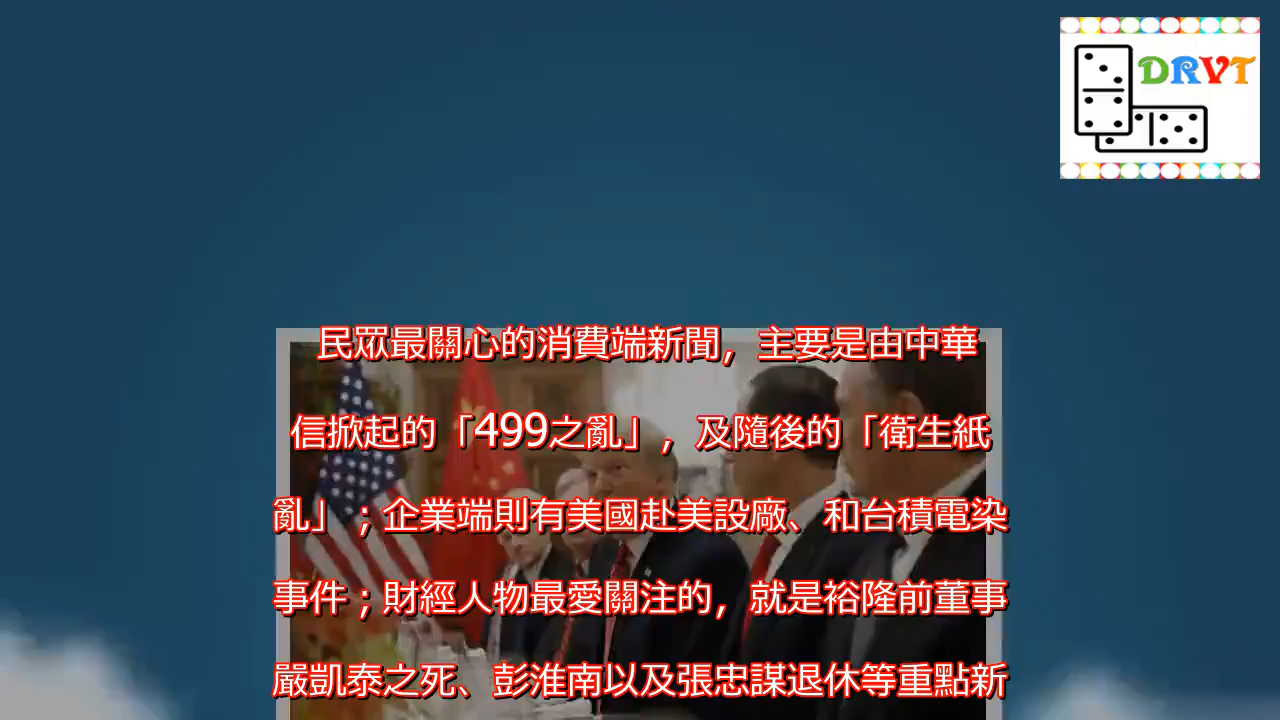 DRVT
民眾最關心的消費端新聞，主要是由中華
信掀起的「499之亂」，及隨後的「衛生紙
亂」；企業端則有美國赴美設廠、和台積電染
事件；財經人物最愛關注的，就是裕隆前董事
嚴凱泰之死、彭淮南以及張忠謀退休等重點新